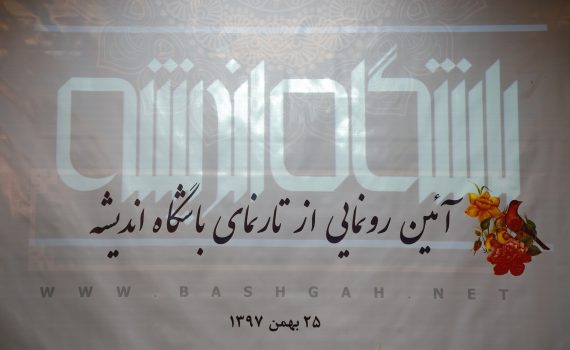 باشگاه اندیشه
آئین رونمایی از تارنمای باشگاه اندیشه
WWW.BASHGAH.NET
۲۵ بهمن ۱۳۹۷